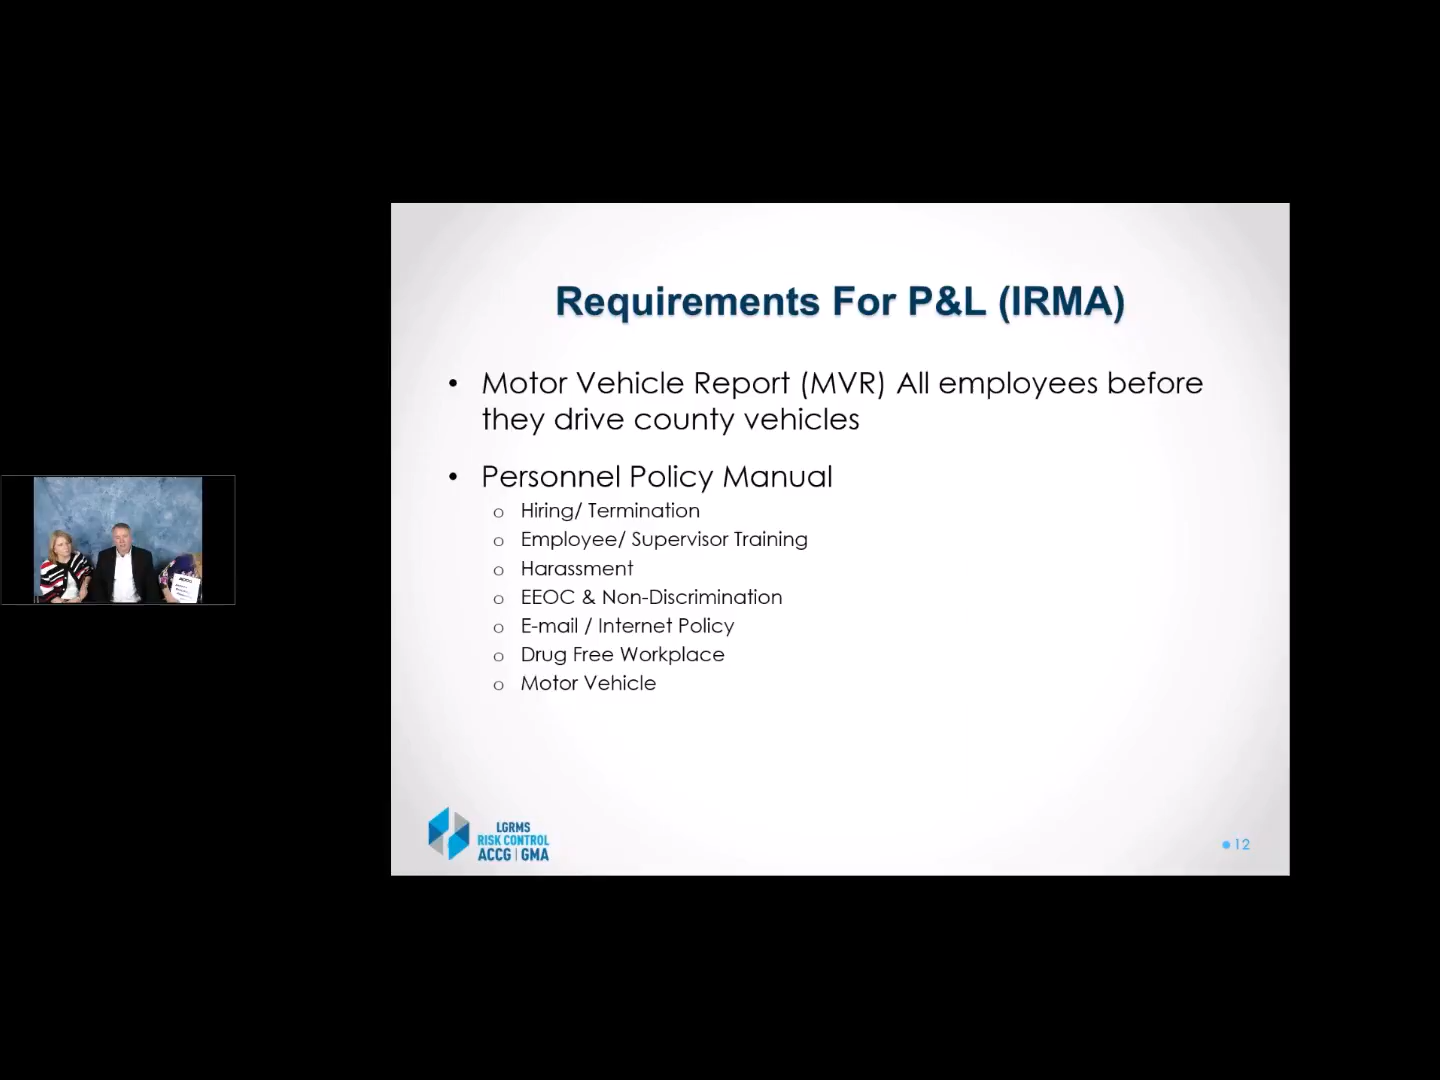 Requirements For P&L (IRMA)
• Motor Vehicle Report (MVR) All employees before
they drive county vehicles
• Personnel Policy Manual
o Hiring/ Termination
o Employee/ Supervisor Training
o Harassment
o EEOC & Non-Discrimination
o E-mail / Internet Policy
o Drug Free Workplace
o Motor Vehicle
LGRMS
RISK CONTROL
ACCG | GMA
• 12